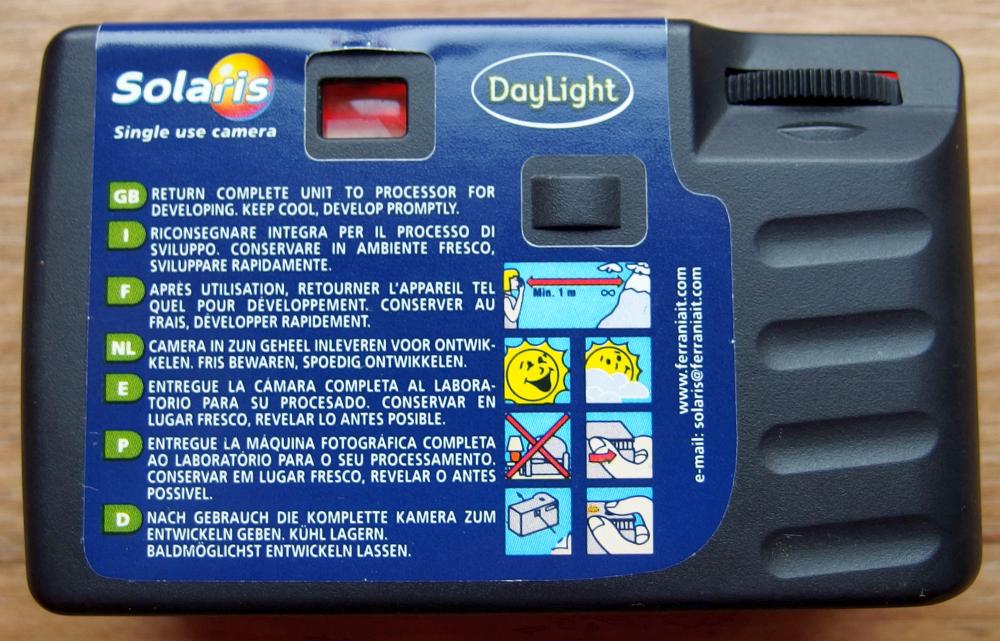 Solaris
Single use camera
DayLight
GB RETURN COMPLETE UNIT TO PROCESSOR FOR
DEVELOPING. KEEP COOL, DEVELOP PROMPTLY.
I RICONSEGNARE INTEGRA PER IL PROCESSO DI
SVILUPPO. CONSERVARE IN AMBIENTE FRESCO,
SVILUPPARE RAPIDAMENTE.
F APRÈS UTILISATION, RETOURNER L'APPAREIL TEL
QUEL POUR DÉVELOPPEMENT. CONSERVER AU
FRAIS, DÉVELOPPER RAPIDEMENT.
NL CAMERA IN ZUN GEHEEL INLEVEREN VOOR ONTWIK-
KELEN. FRIS BEWAREN, SPOEDIG ONTWIKKELEN.
E ENTREGUE LA CÁMARA COMPLETA AL LABORA-
TORIO PARA SU PROCESADO. CONSERVAR EN
LUGAR FRESCO, REVELAR LO ANTES POSIBLE.
P ENTREGUE LA MÁQUINA FOTOGRÁFICA COMPLETA
AO LABORATÓRIO PARA O SEU PROCESSAMENTO.
CONSERVAR EM LUGAR FRESCO, REVELAR O ANTES
POSSIVEL.
D NACH GEBRAUCH DIE KOMPLETTE KAMERA ZUM
ENTWICKELN GEBEN. KÜHL LAGERN.
BALDMÖGLICHST ENTWICKELN LASSEN.
Min. 1 m ∞
www.ferraniait.com
e-mail: solaris@ferraniait.com